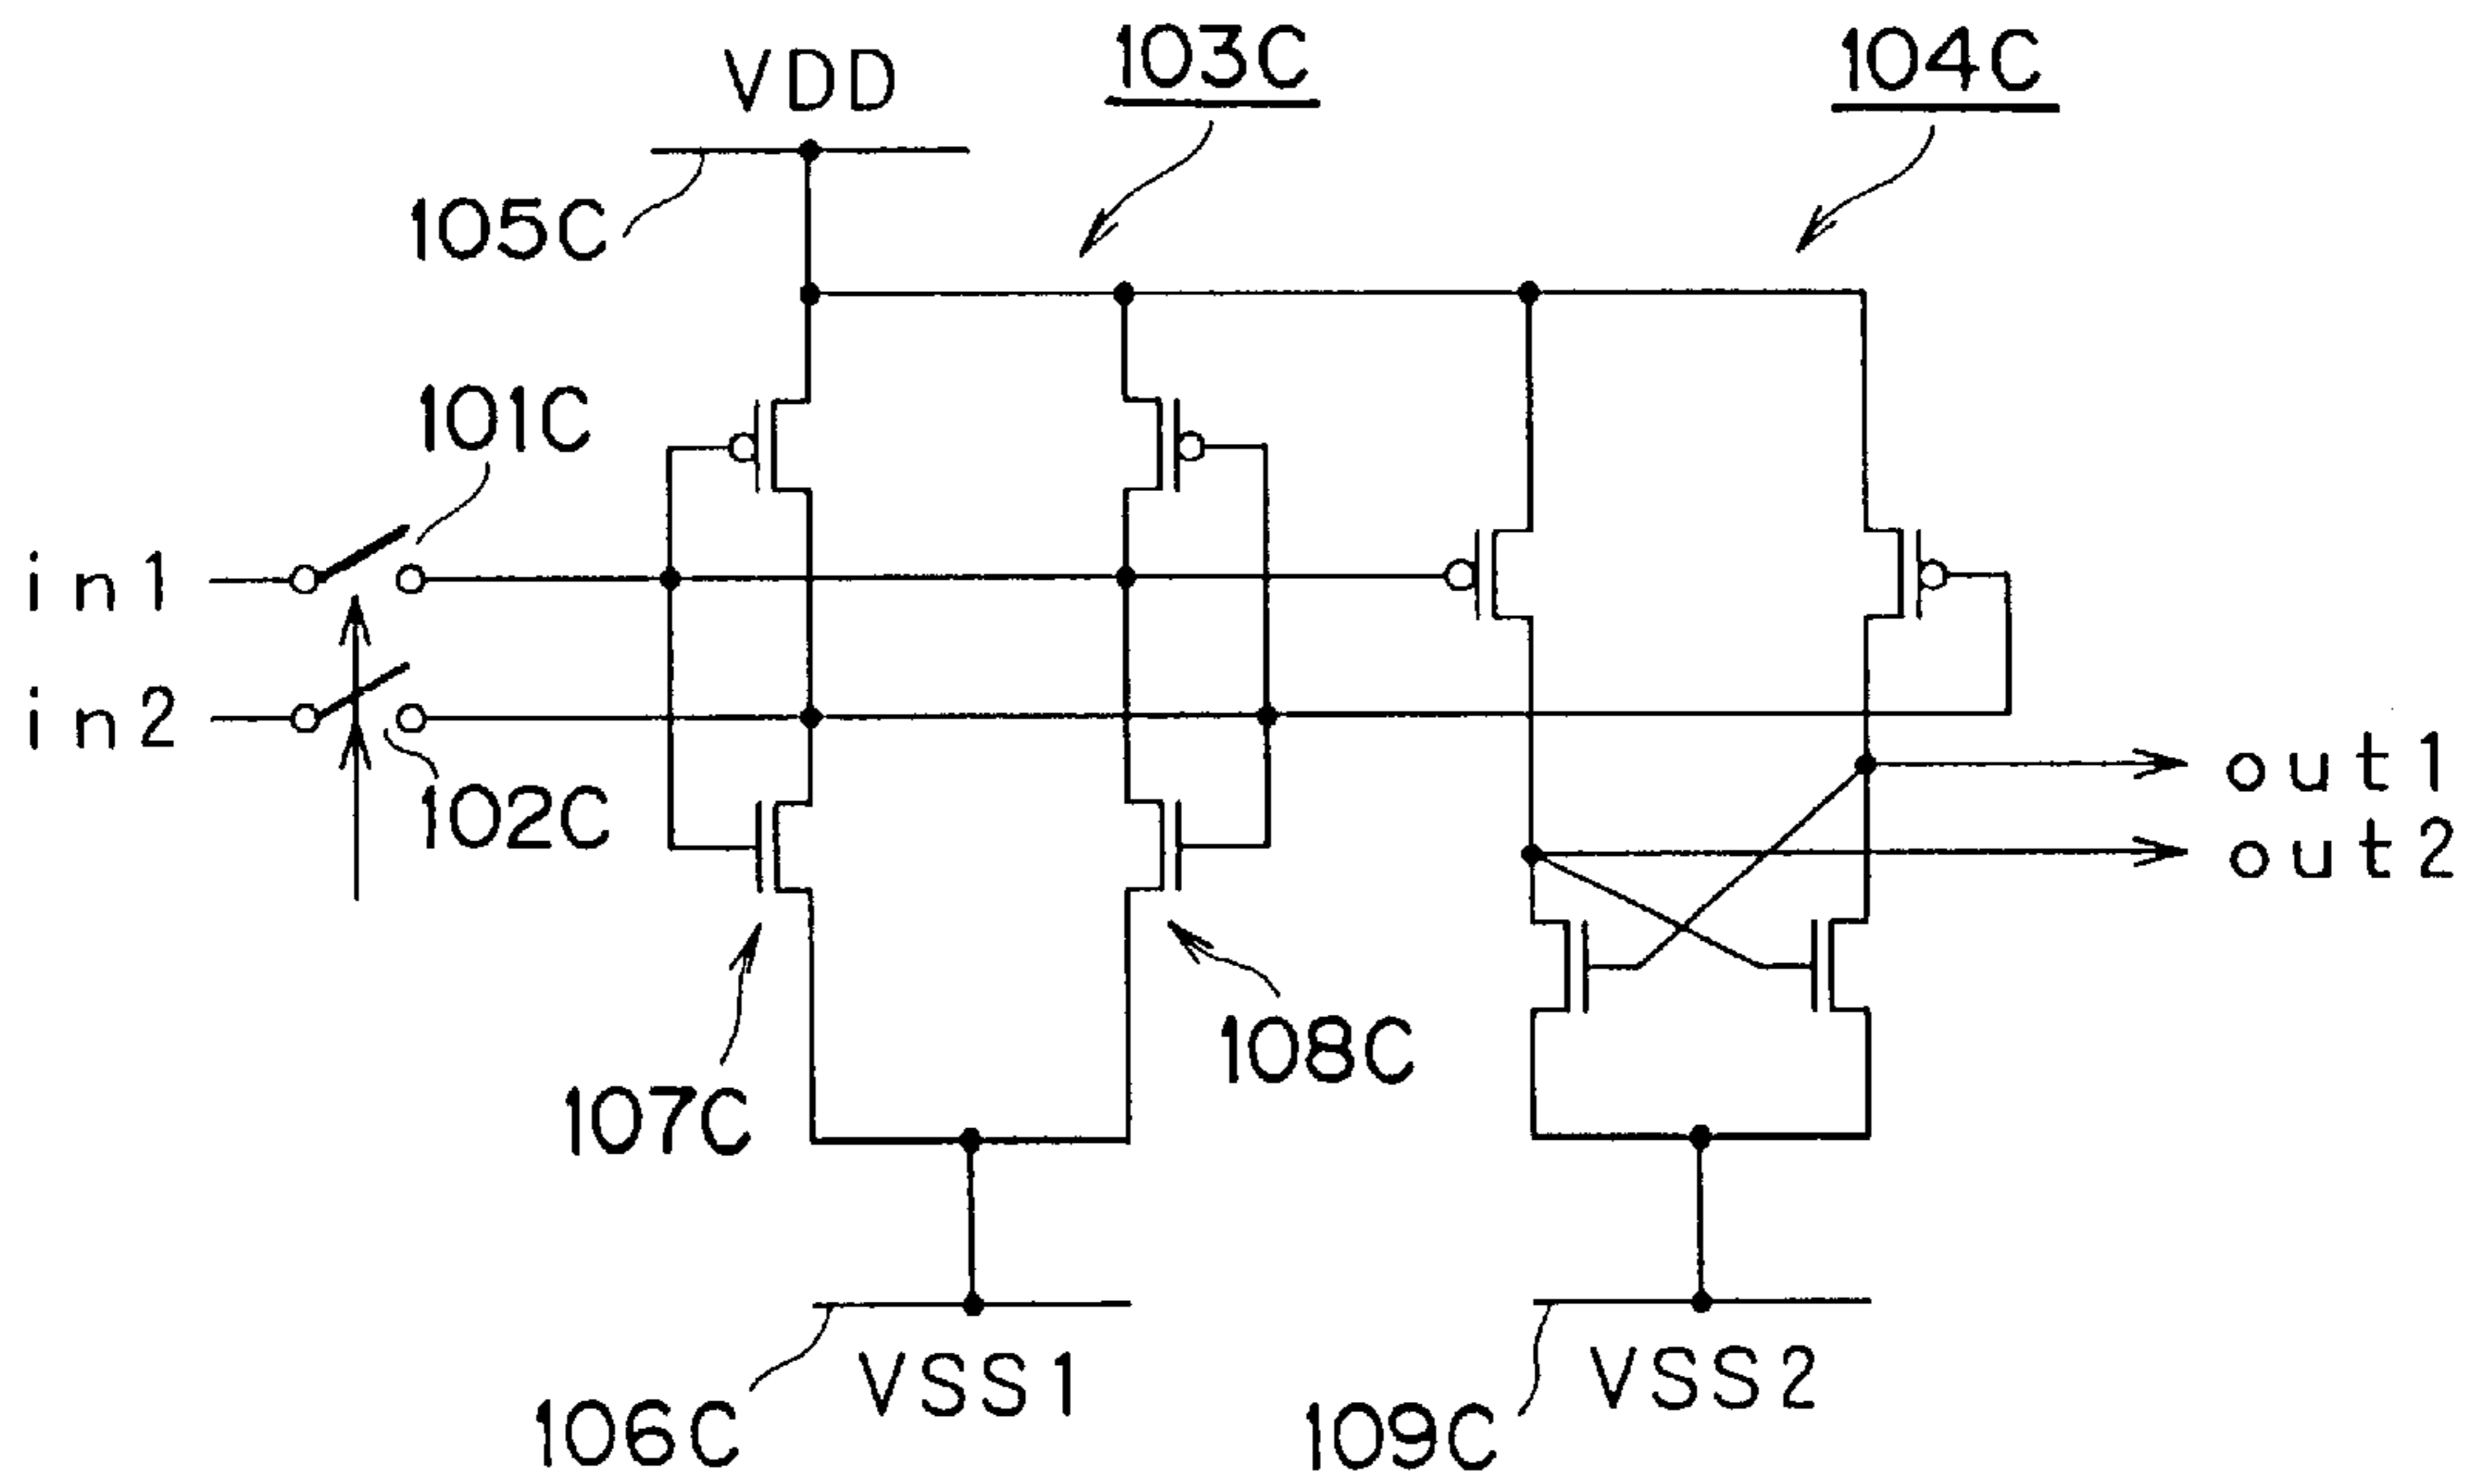 103C
104C
VDD
105C
101C
in1
in2
102C
out1
out2
108C
107C
VSS1
VSS2
106C
109C